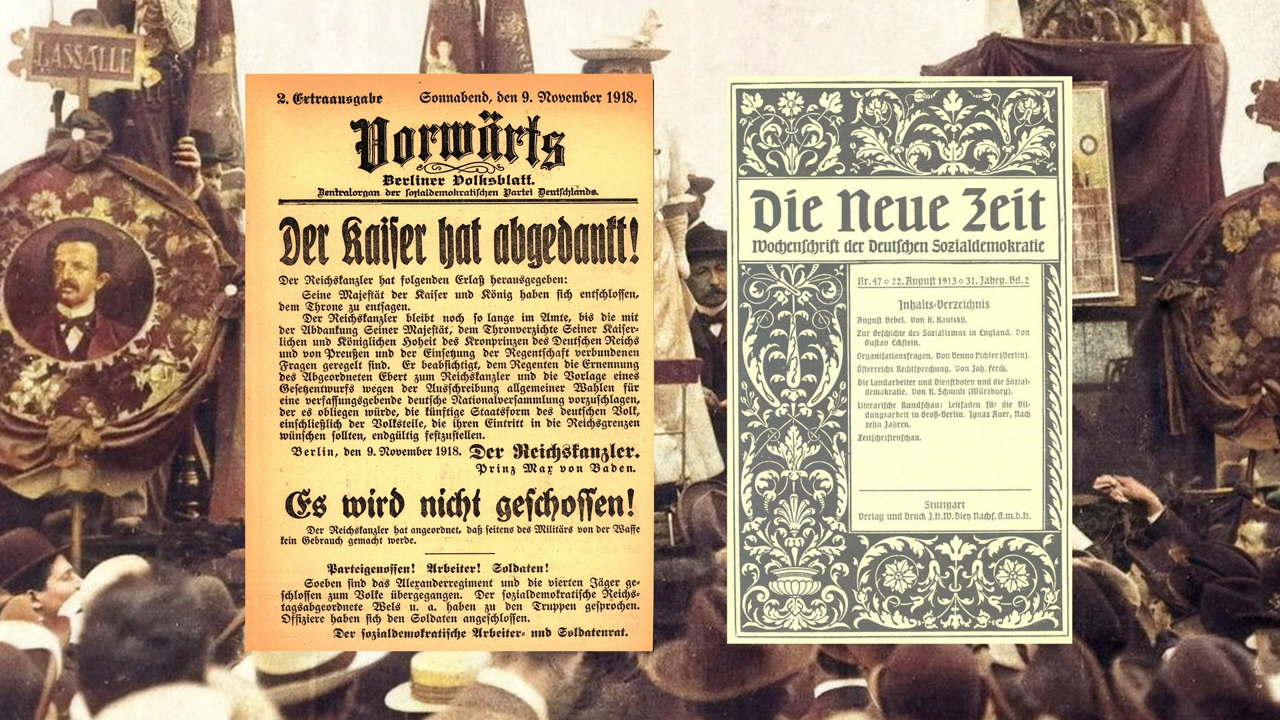 LASSALLE
2. Extraausgabe Sonnabend, den 9. November 1918.
Vorwärts
Berliner Volksblatt.
Zentralorgan der sozialdemokratischen Partei Deutschlands.
Der Kaiser hat abgedankt!
Der Reichskanzler hat folgenden Erlaß herausgegeben:
Seine Majestät der Kaiser und König haben sich entschlossen,
dem Throne zu entsagen.
Der Reichskanzler bleibt noch so lange im Amte, bis die mit
der Abdankung Seiner Majestät, dem Thronverzichte Seiner Kaiser-
lichen und Königlichen Hoheit des Kronprinzen des Deutschen Reichs
und von Preußen und der Einsetzung der Regentschaft verbundenen
Fragen geregelt sind. Er beabsichtigt, dem Regenten die Ernennung
des Abgeordneten Ebert zum Reichskanzler und die Vorlage eines
Gesetzentwurfs wegen der Ausschreibung allgemeiner Wahlen für
eine verfassungsgebende deutsche Nationalversammlung vorzuschlagen,
der es obliegen würde, die künftige Staatsform des deutschen Volk,
einschließlich der Volksteile, die ihren Eintritt in die Reichsgrenzen
wünschen sollten, endgültig festzustellen.
Berlin, den 9. November 1918. Der Reichskanzler.
Prinz Max von Baden.
Es wird nicht geschossen!
Der Reichskanzler hat angeordnet, daß seitens des Militärs von der Waffe
kein Gebrauch gemacht werde.
Parteigenossen! Arbeiter! Soldaten!
Soeben sind das Alexanderregiment und die vierten Jäger ge-
schlossen zum Volke übergegangen. Der sozialdemokratische Reichs-
tagsabgeordnete Wels u. a. haben zu den Truppen gesprochen.
Offiziere haben sich den Soldaten angeschlossen.
Der sozialdemokratische Arbeiter- und Soldatenrat.
Die Neue Zeit
Wochenschrift der Deutschen Sozialdemokratie
Nr. 47 ○ 22. August 1913 ○ 31. Jahrg. Bd. 2
Inhalts-Verzeichnis
August Bebel. Von K. Kautsky.
Zur Geschichte des Sozialismus in England. Von
Gustav Eckstein.
Organisationsfragen. Von Benno Pichler (Berlin).
Österreichs Rechtsprechung. Von Joh. Ferch.
Die Landarbeiter und Dienstboten und die Sozial-
demokratie. Von K. Schmidt (Würzburg).
Literarische Rundschau: Leitfaden für die Bil-
dungsarbeit in Groß-Berlin. Ignaz Auer, Nach
zehn Jahren.
Zeitschriftenschau.
Stuttgart
Verlag und Druck J.H.W. Dietz Nachf. G.m.b.H.